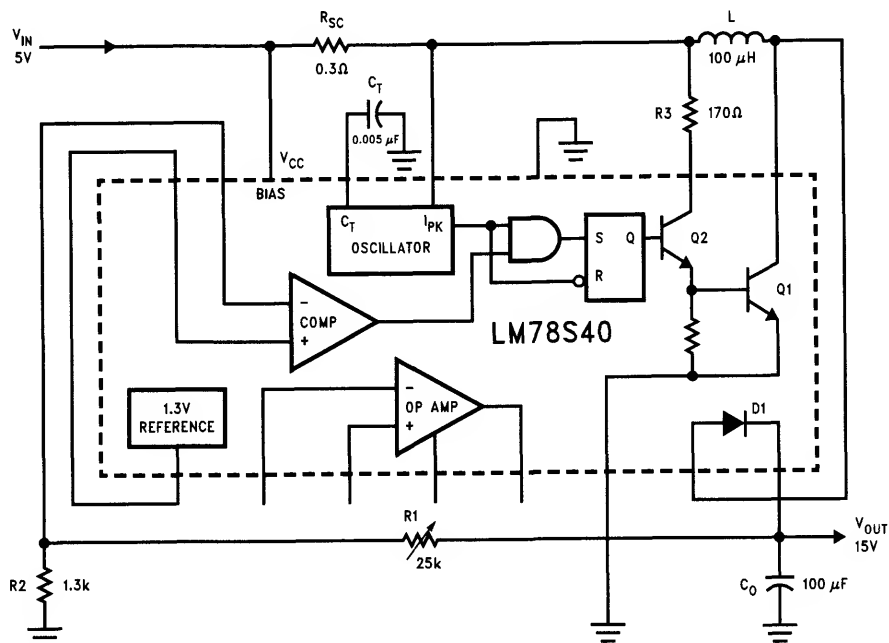 V_IN
5V
R_SC
0.3Ω
L
100 μH
C_T
0.005 μF
R3
170Ω
V_CC
BIAS
C_T
I_PK
OSCILLATOR
S
Q
R
Q2
Q1
−
COMP
+
LM78S40
−
OP AMP
+
1.3V
REFERENCE
D1
R1
25k
V_OUT
15V
R2
1.3k
C_O
100 μF